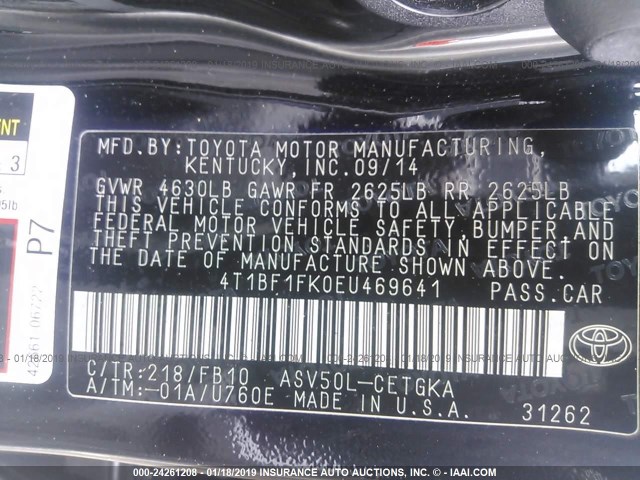 MFD.BY:TOYOTA MOTOR MANUFACTURING,
KENTUCKY, INC.09/14
GVWR 4630LB GAWR FR 2625LB RR 2625LB
THIS VEHICLE CONFORMS TO ALL APPLICABLE
FEDERAL MOTOR VEHICLE SAFETY, BUMPER AND
THEFT PREVENTION STANDARDS IN EFFECT ON
THE DATE OF MANUFACTURE SHOWN ABOVE.
4T1BF1FK0EU469641 PASS.CAR
C/TR:218/FB10 ASV50L-CETGKA
A/TM:-01A/U760E MADE IN U.S.A.
31262
3
P7
000-24261208 - 01/18/2019 INSURANCE AUTO AUCTIONS, INC. - IAAI.COM